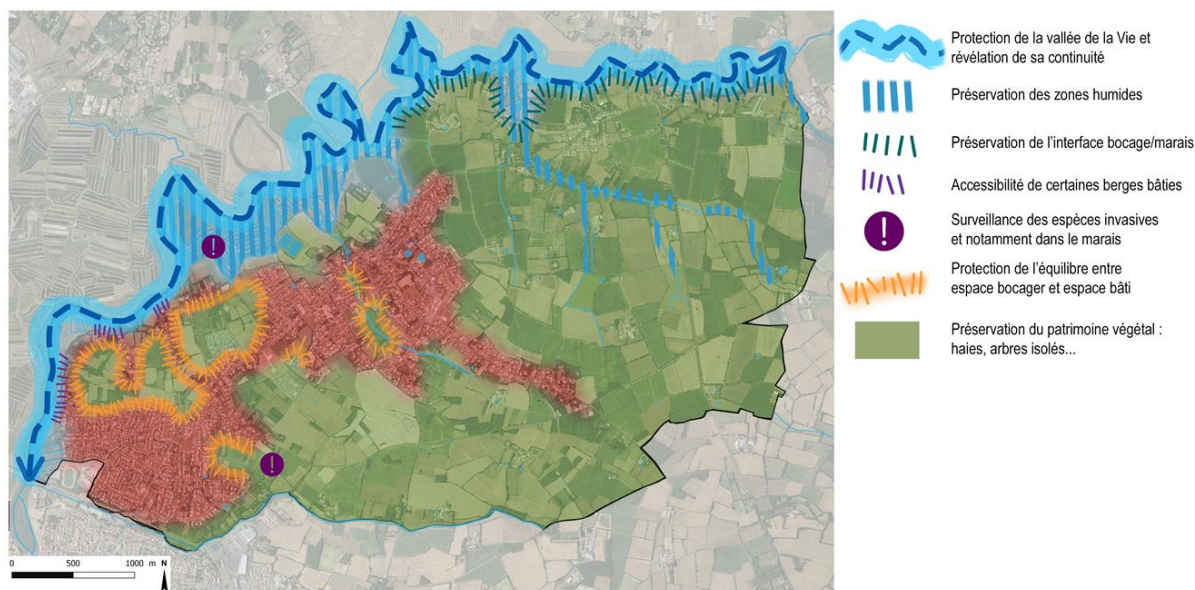 Protection de la vallée de la Vie et
révélation de sa continuité
Préservation des zones humides
Préservation de l'interface bocage/marais
Accessibilité de certaines berges bâties
!
Surveillance des espèces invasives
et notamment dans le marais
Protection de l'équilibre entre
espace bocager et espace bâti
Préservation du patrimoine végétal :
haies, arbres isolés...
!
!
0 500 1000 m N